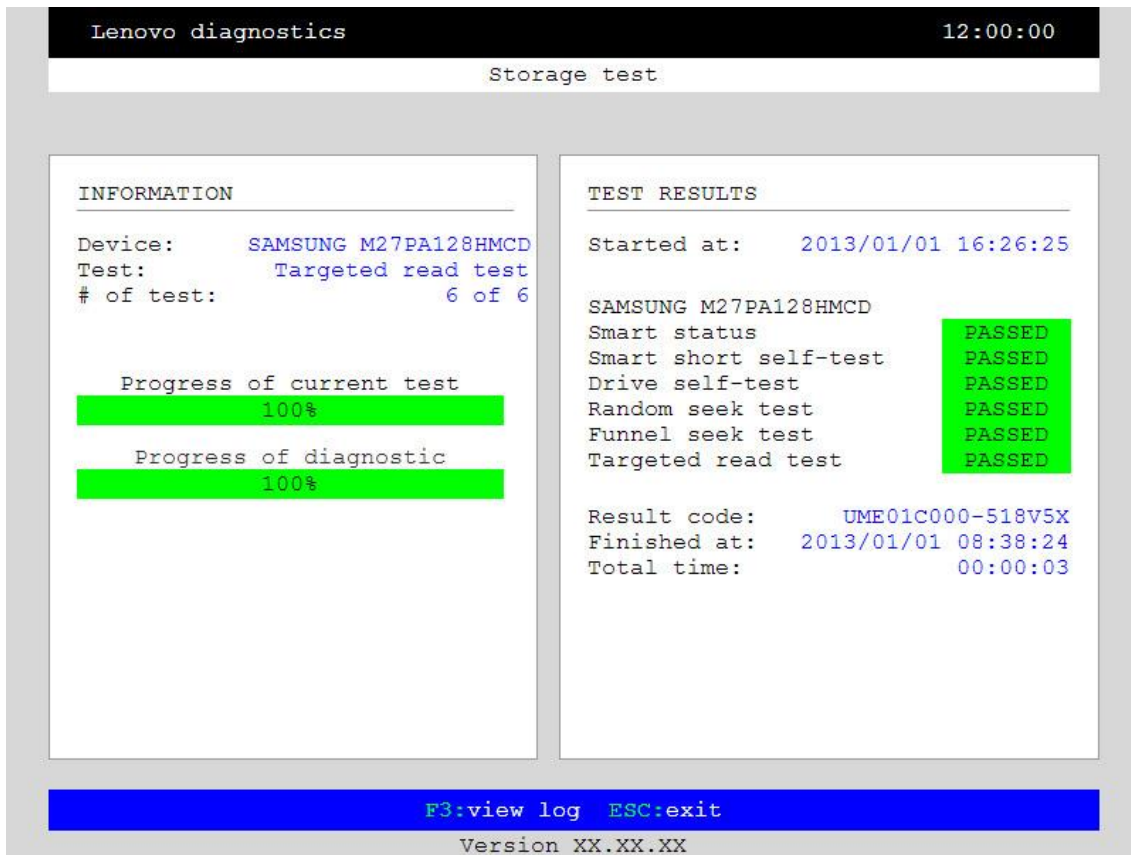 Lenovo diagnostics 12:00:00
Storage test
INFORMATION
Device: SAMSUNG M27PA128HMCD
Test: Targeted read test
# of test: 6 of 6
Progress of current test
100%
Progress of diagnostic
100%
TEST RESULTS
Started at: 2013/01/01 16:26:25
SAMSUNG M27PA128HMCD
Smart status PASSED
Smart short self-test PASSED
Drive self-test PASSED
Random seek test PASSED
Funnel seek test PASSED
Targeted read test PASSED
Result code: UME01C000-518V5X
Finished at: 2013/01/01 08:38:24
Total time: 00:00:03
F3:view log ESC:exit
Version XX.XX.XX